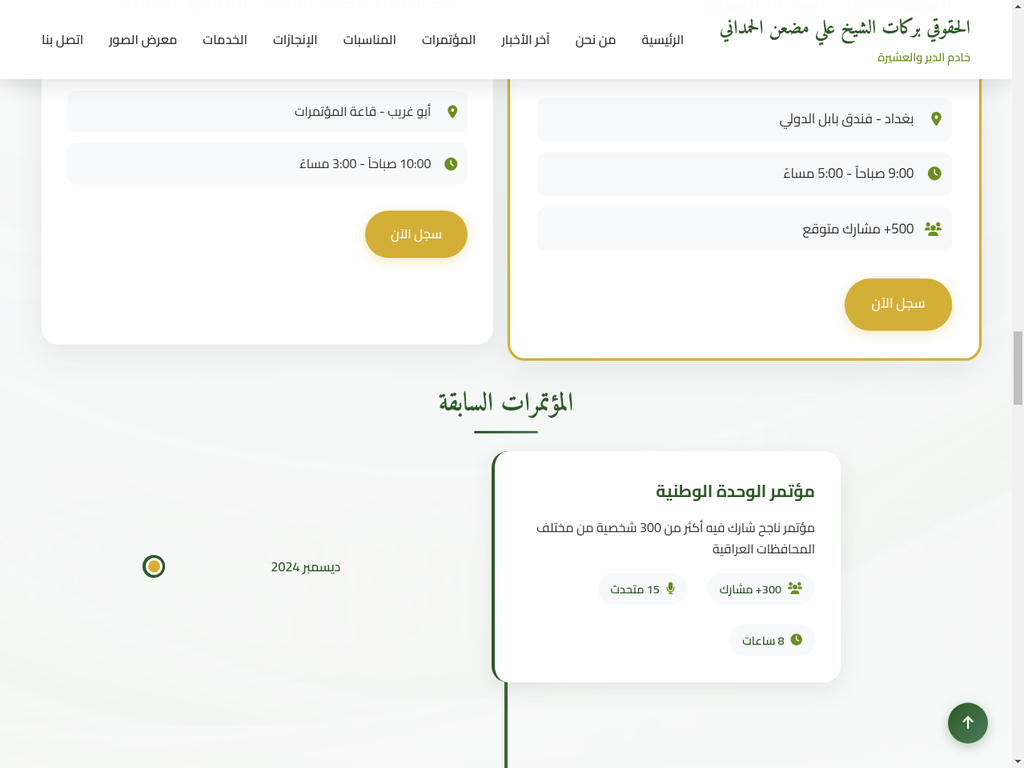 الحقوقي بركات الشيخ علي مضعن الحمداني
خادم الدير والعشيرة
الرئيسية
من نحن
آخر الأخبار
المؤتمرات
المناسبات
الإنجازات
الخدمات
معرض الصور
اتصل بنا
بغداد - فندق بابل الدولي
9:00 صباحاً - 5:00 مساءً
500+ مشارك متوقع
سجل الآن
أبو غريب - قاعة المؤتمرات
10:00 صباحاً - 3:00 مساءً
سجل الآن
المؤتمرات السابقة
مؤتمر الوحدة الوطنية
مؤتمر ناجح شارك فيه أكثر من 300 شخصية من مختلف
المحافظات العراقية
300+ مشارك
15 متحدث
8 ساعات
ديسمبر 2024